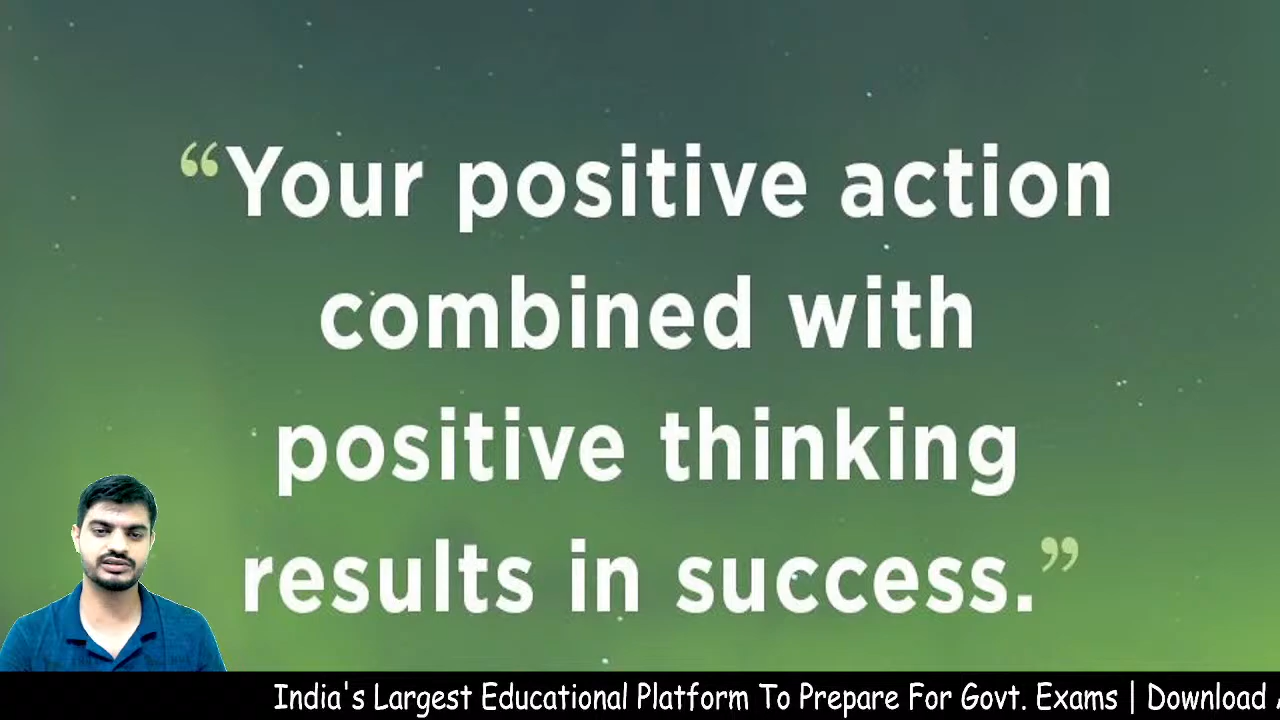 “Your positive action
combined with
positive thinking
results in success.”
India's Largest Educational Platform To Prepare For Govt. Exams | Download